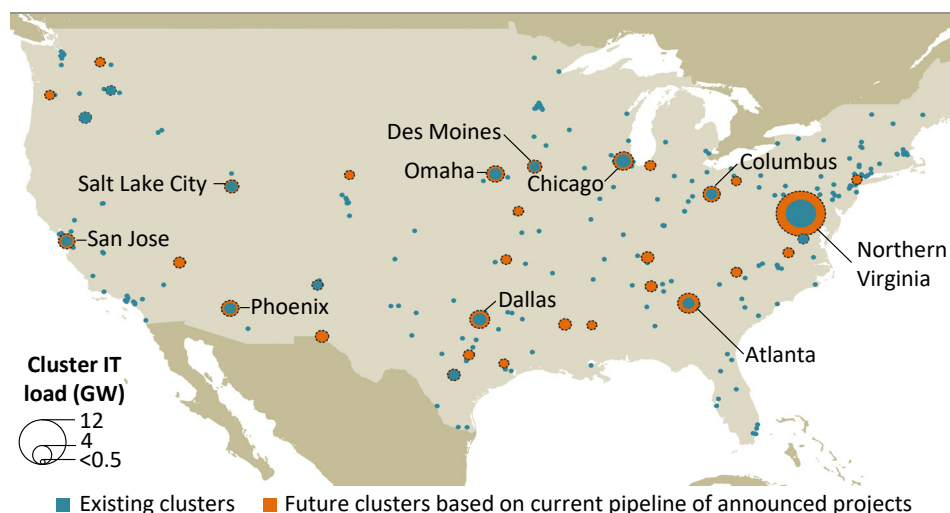 Des Moines
Omaha
Chicago
Columbus
Salt Lake City
San Jose
Northern
Virginia
Phoenix
Dallas
Atlanta
Cluster IT
load (GW)
12
4
<0.5
Existing clusters
Future clusters based on current pipeline of announced projects